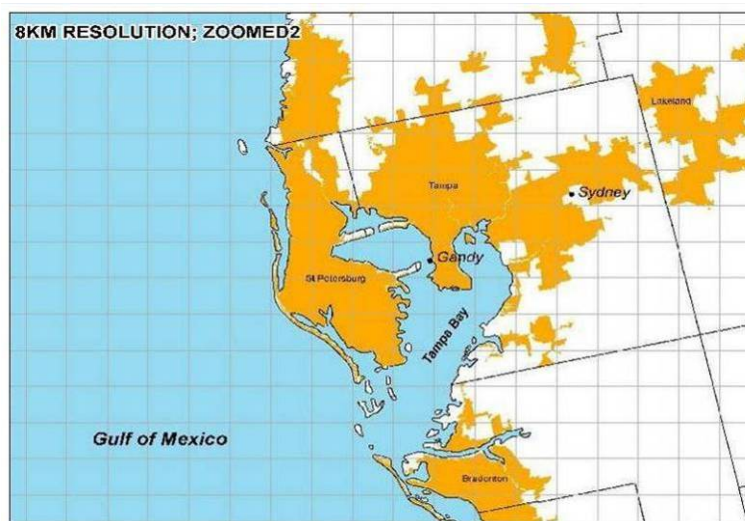 8KM RESOLUTION; ZOOMED2
Lakeland
Tampa
Sydney
Gandy
St Petersburg
Tampa Bay
Gulf of Mexico
Bradenton